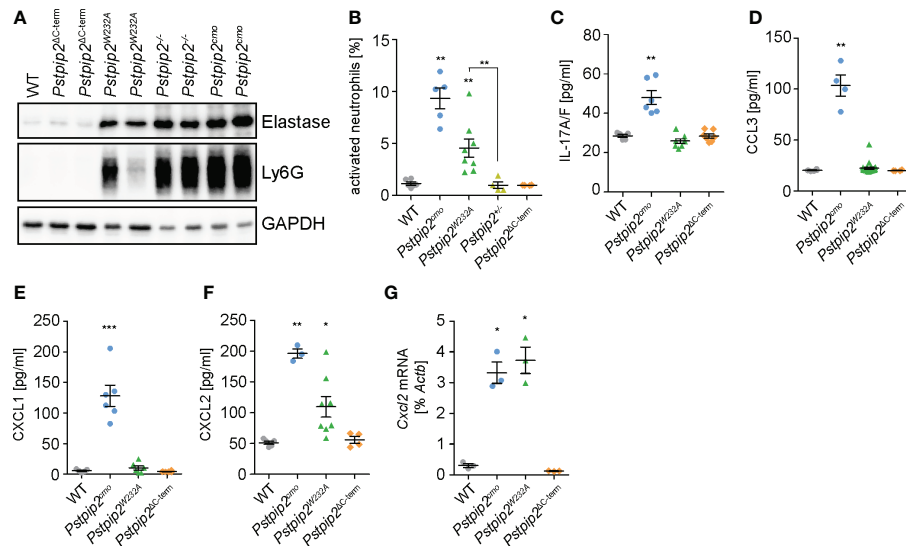 A
WT
Pstpip2ΔC-term
Pstpip2ΔC-term
Pstpip2W232A
Pstpip2W232A
Pstpip2-/-
Pstpip2-/-
Pstpip2cmo
Pstpip2cmo
Elastase
Ly6G
GAPDH
B
activated neutrophils [%]
15
10
5
0
**
**
**
WT
Pstpip2cmo
Pstpip2W232A
Pstpip2+/-
Pstpip2ΔC-term
C
IL-17A/F [pg/ml]
80
60
40
20
0
**
WT
Pstpip2cmo
Pstpip2W232A
Pstpip2ΔC-term
D
CCL3 [pg/ml]
150
100
50
0
**
WT
Pstpip2cmo
Pstpip2W232A
Pstpip2ΔC-term
E
CXCL1 [pg/ml]
250
200
150
100
50
0
***
WT
Pstpip2cmo
Pstpip2W232A
Pstpip2ΔC-term
F
CXCL2 [pg/ml]
250
200
150
100
50
0
**
*
WT
Pstpip2cmo
Pstpip2W232A
Pstpip2ΔC-term
G
Cxcl2 mRNA
[% Actb]
5
4
3
2
1
0
*
*
WT
Pstpip2cmo
Pstpip2W232A
Pstpip2ΔC-term